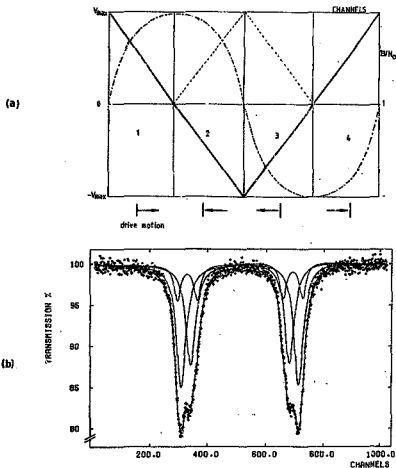 CHANNELS
Vmax
(a)
0
1
1
2
3
4
-Vmax
drive motion
(b)
TRANSMISSION %
100
95
90
85
80
200.0
400.0
600.0
800.0
1000.0
CHANNELS